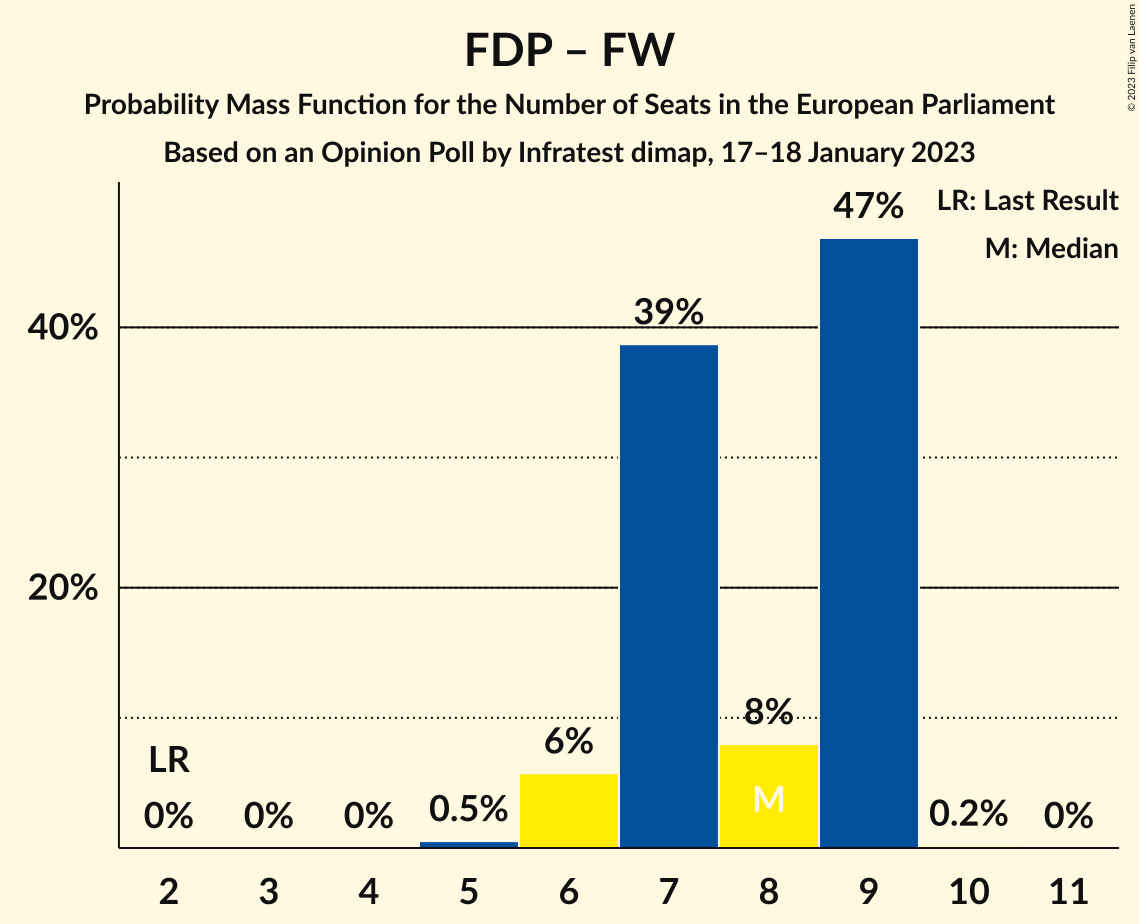 FDP – FW
Probability Mass Function for the Number of Seats in the European Parliament
Based on an Opinion Poll by Infratest dimap, 17–18 January 2023
© 2023 Filip van Laenen
LR: Last Result
M: Median
47%
39%
40%
20%
8%
6%
M
LR
0%
0%
0%
0.5%
0.2%
0%
2
3
4
5
6
7
8
9
10
11